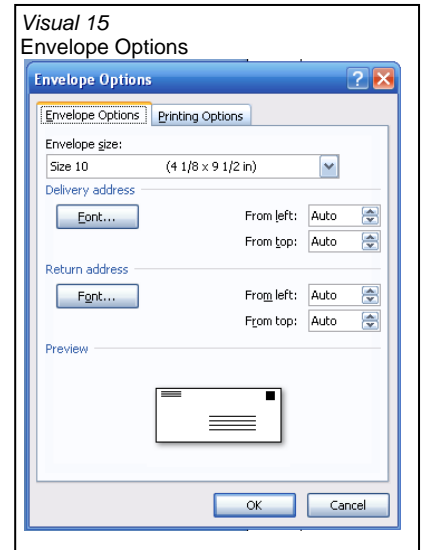 Visual 15
Envelope Options
Envelope Options
Envelope Options Printing Options
Envelope size:
Size 10 (4 1/8 x 9 1/2 in)
Delivery address
Font... From left: Auto
From top: Auto
Return address
Font... From left: Auto
From top: Auto
Preview
OK Cancel